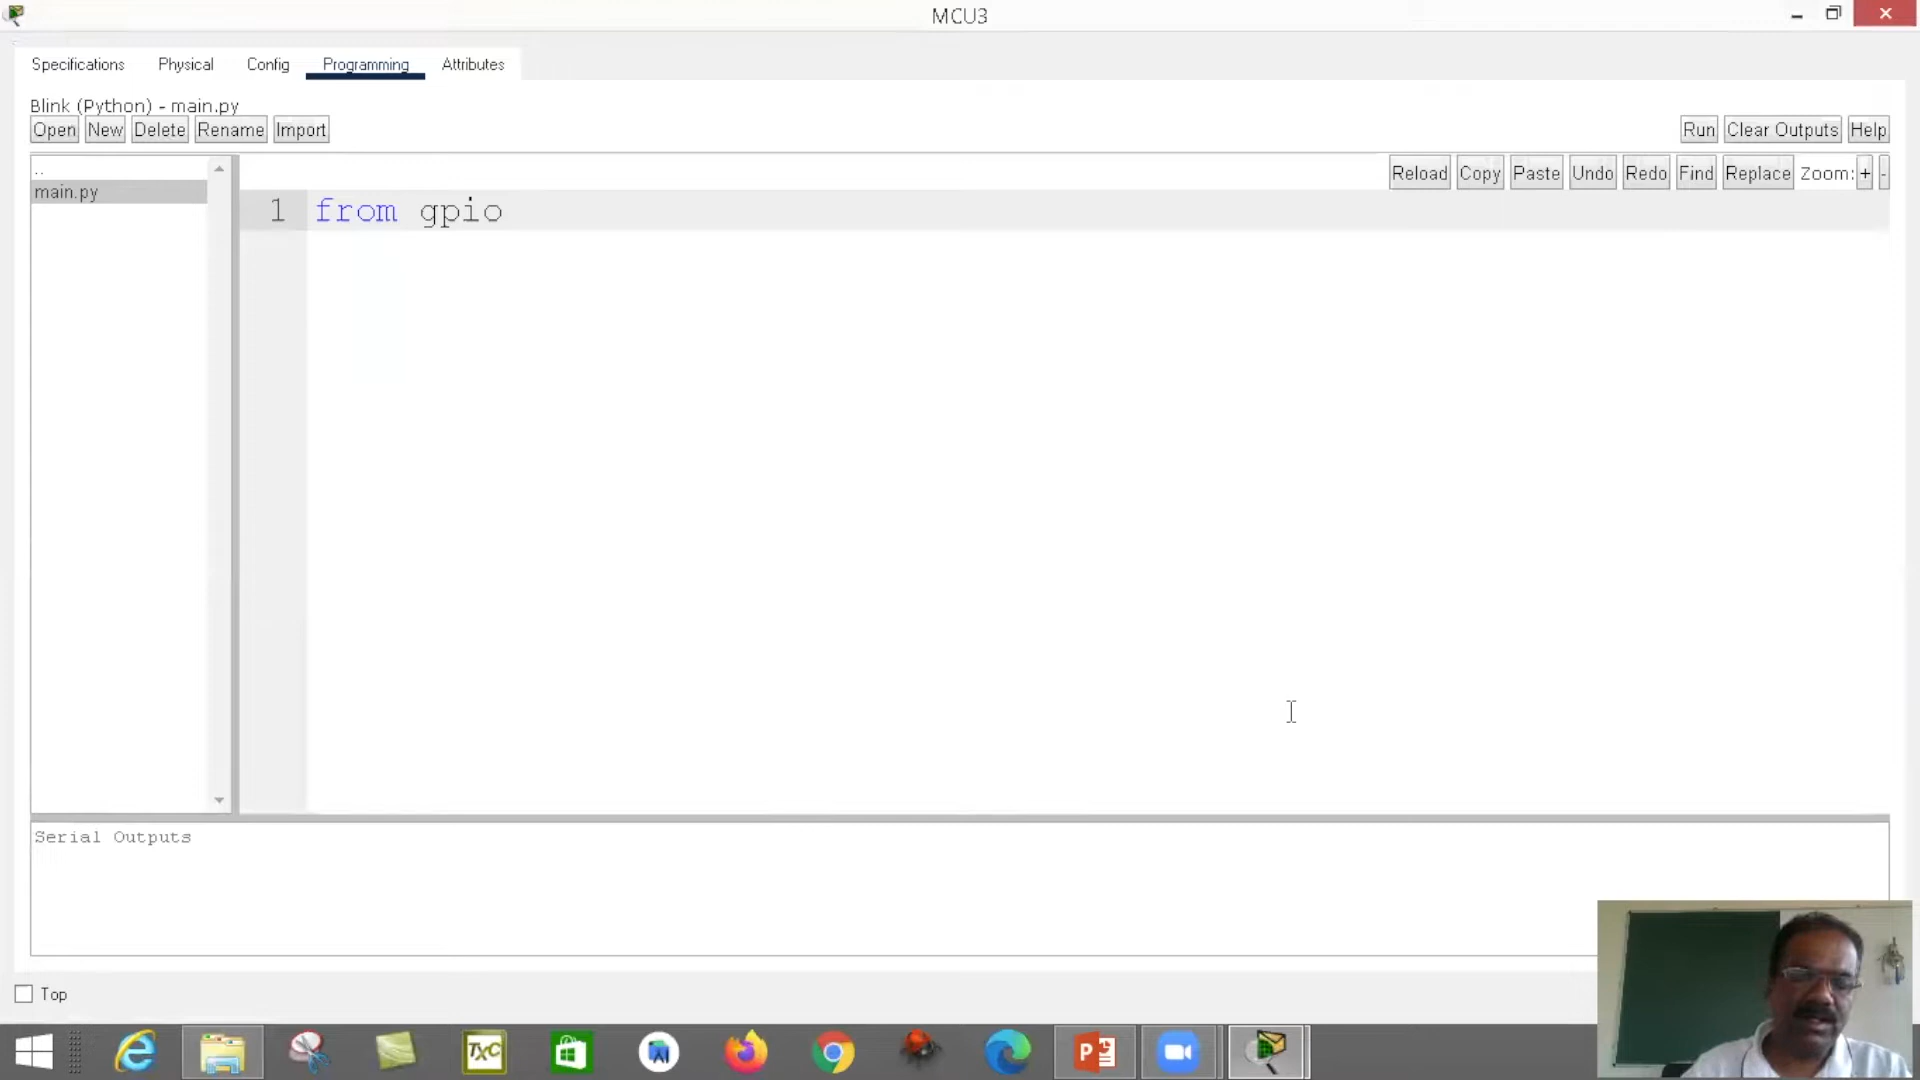 MCU3
Specifications Physical Config Programming Attributes
Blink (Python) - main.py
Open New Delete Rename Import Run Clear Outputs Help
Reload Copy Paste Undo Redo Find Replace Zoom: + -
..
main.py
1 from gpio
Serial Outputs
Top
TxC